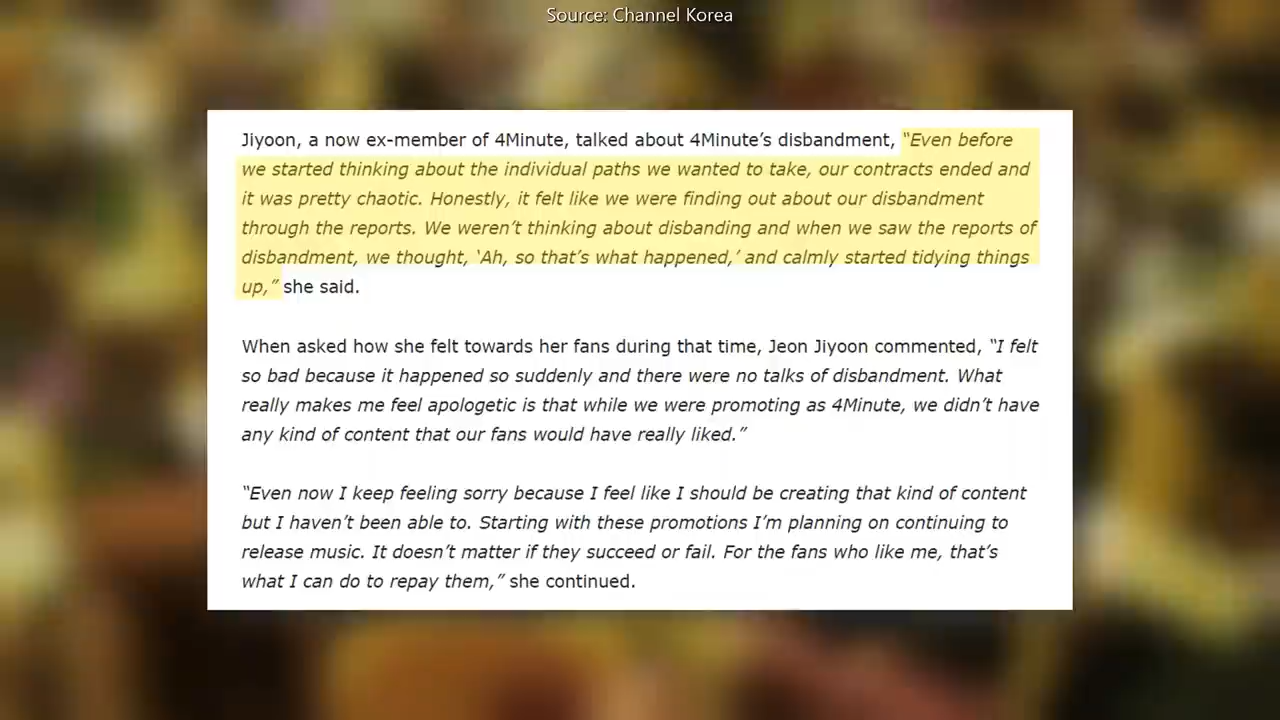 Source: Channel Korea
Jiyoon, a now ex-member of 4Minute, talked about 4Minute’s disbandment, “Even before
we started thinking about the individual paths we wanted to take, our contracts ended and
it was pretty chaotic. Honestly, it felt like we were finding out about our disbandment
through the reports. We weren’t thinking about disbanding and when we saw the reports of
disbandment, we thought, ‘Ah, so that’s what happened,’ and calmly started tidying things
up,” she said.
When asked how she felt towards her fans during that time, Jeon Jiyoon commented, “I felt
so bad because it happened so suddenly and there were no talks of disbandment. What
really makes me feel apologetic is that while we were promoting as 4Minute, we didn’t have
any kind of content that our fans would have really liked.”
“Even now I keep feeling sorry because I feel like I should be creating that kind of content
but I haven’t been able to. Starting with these promotions I’m planning on continuing to
release music. It doesn’t matter if they succeed or fail. For the fans who like me, that’s
what I can do to repay them,” she continued.